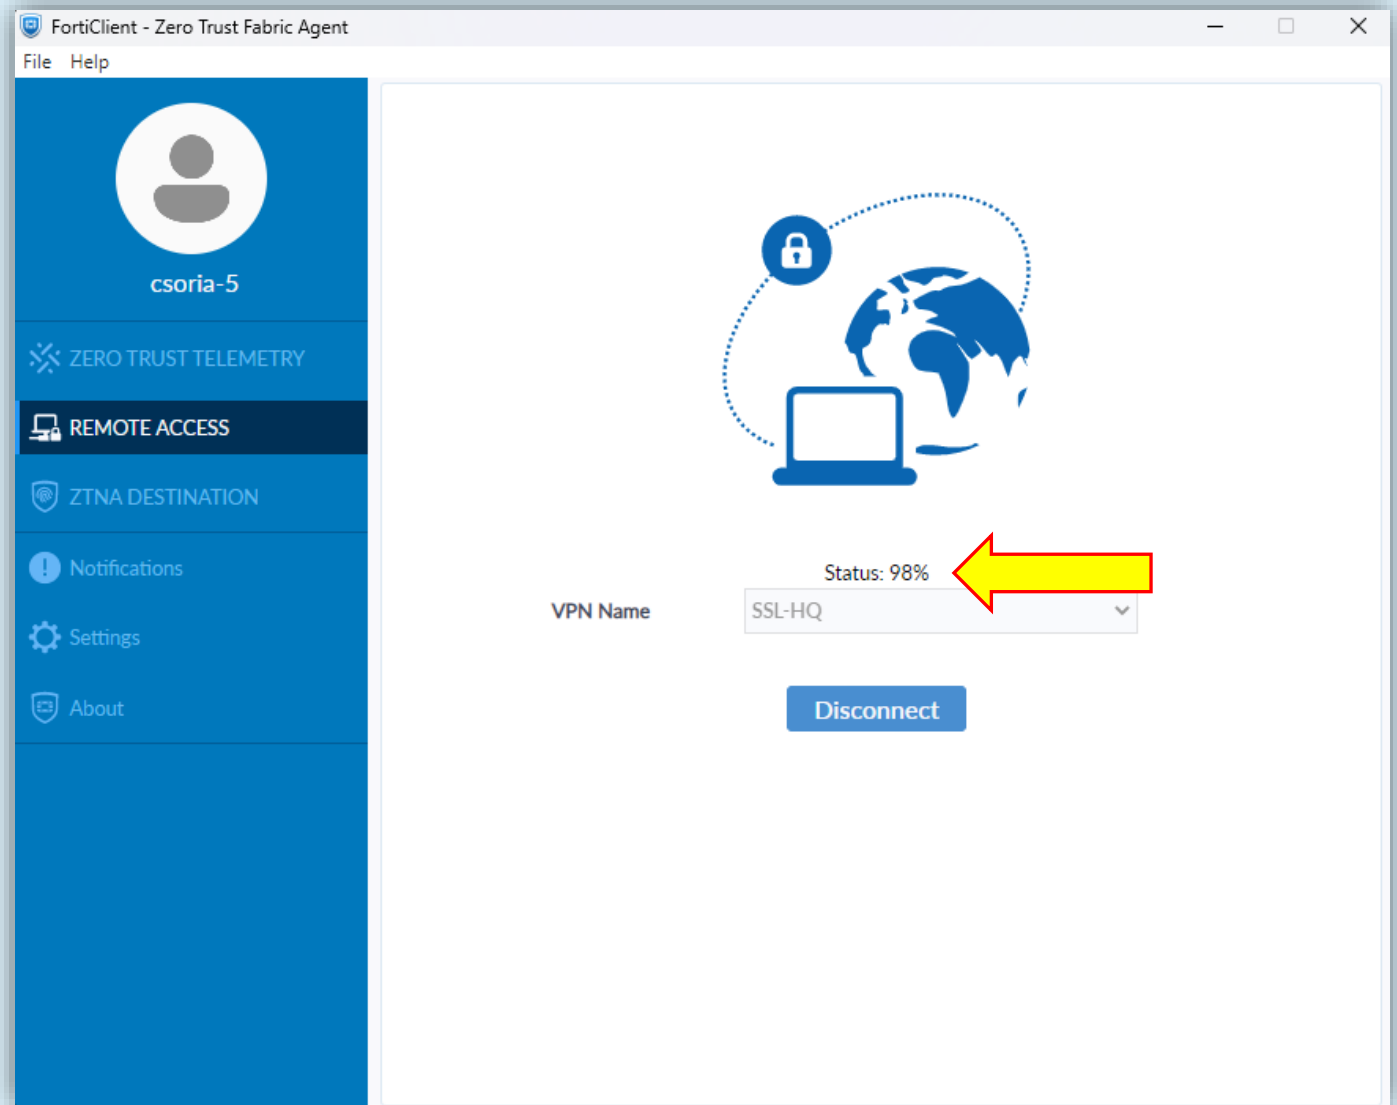 FortiClient - Zero Trust Fabric Agent
File Help
csoria-5
ZERO TRUST TELEMETRY
REMOTE ACCESS
ZTNA DESTINATION
Notifications
Settings
About
Status: 98%
VPN Name SSL-HQ
Disconnect